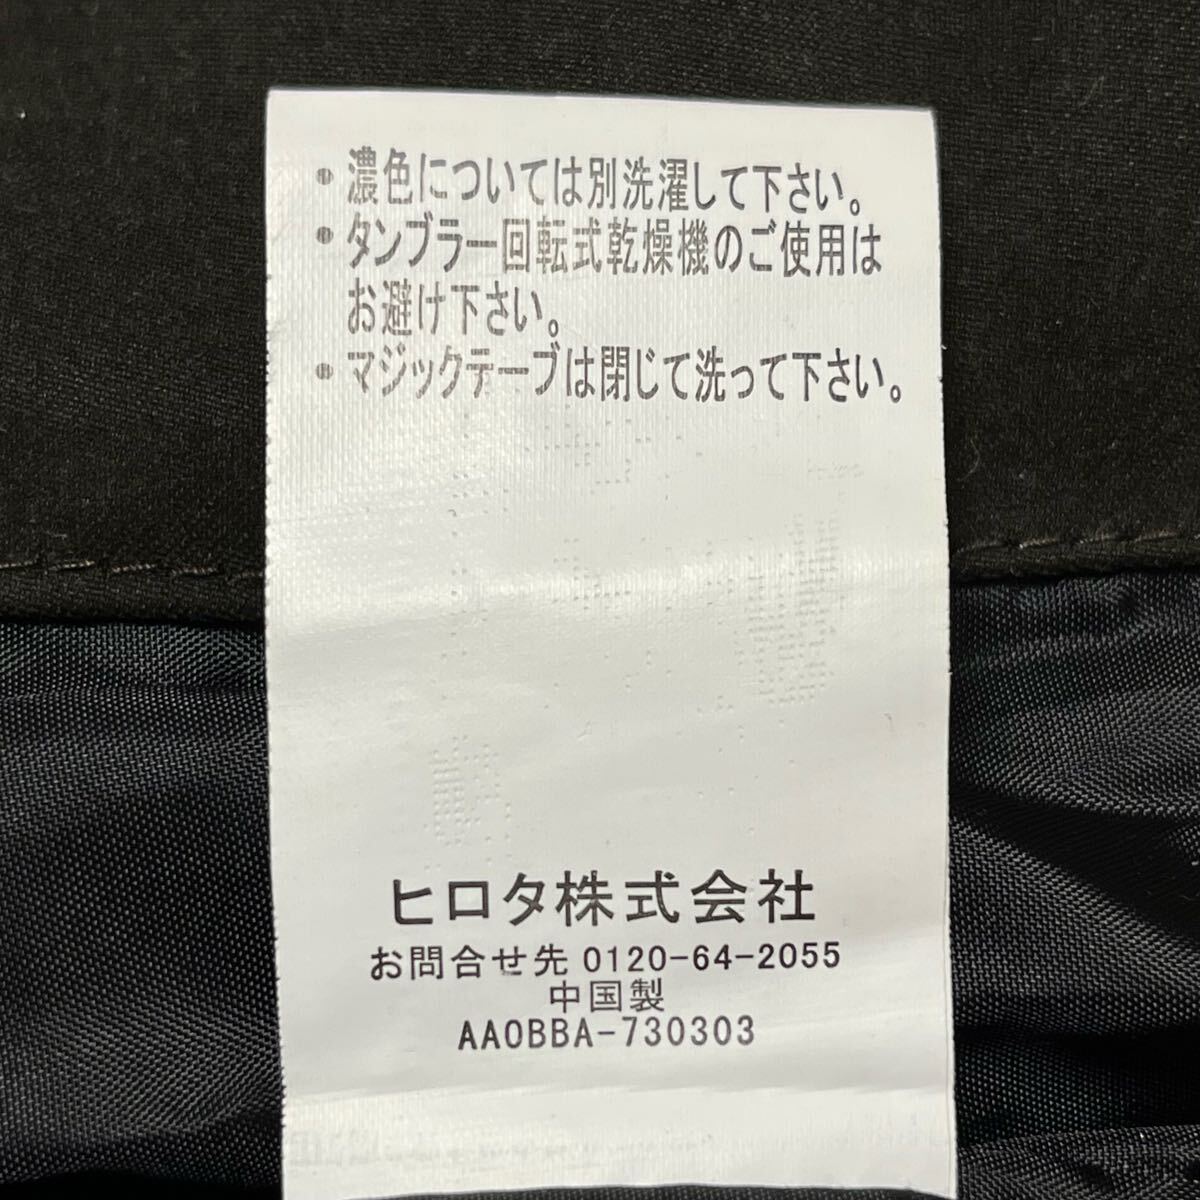 ・濃色については別洗濯して下さい。
・タンブラー回転式乾燥機のご使用は
お避け下さい。
・マジックテープは閉じて洗って下さい。
ヒロタ株式会社
お問合せ先 0120-64-2055
中国製
AA0BBA-730303